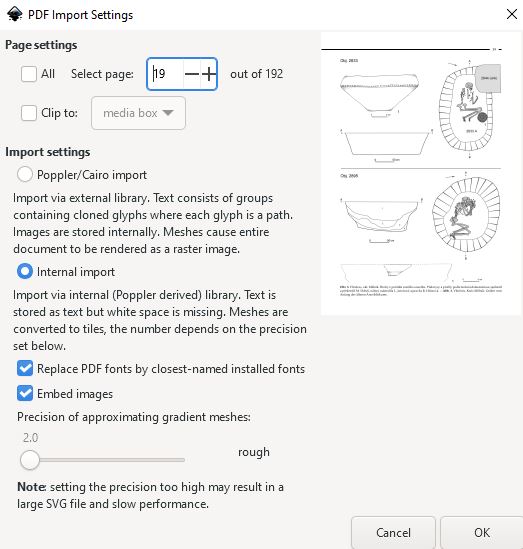 PDF Import Settings
Page settings
All Select page: 19 out of 192
Clip to: media box
Import settings
Poppler/Cairo import
Import via external library. Text consists of groups
containing cloned glyphs where each glyph is a path.
Images are stored internally. Meshes cause entire
document to be rendered as a raster image.
Internal import
Import via internal (Poppler derived) library. Text is
stored as text but white space is missing. Meshes are
converted to tiles, the number depends on the precision
set below.
Replace PDF fonts by closest-named installed fonts
Embed images
Precision of approximating gradient meshes:
2.0
rough
Note: setting the precision too high may result in a
large SVG file and slow performance.
Cancel OK